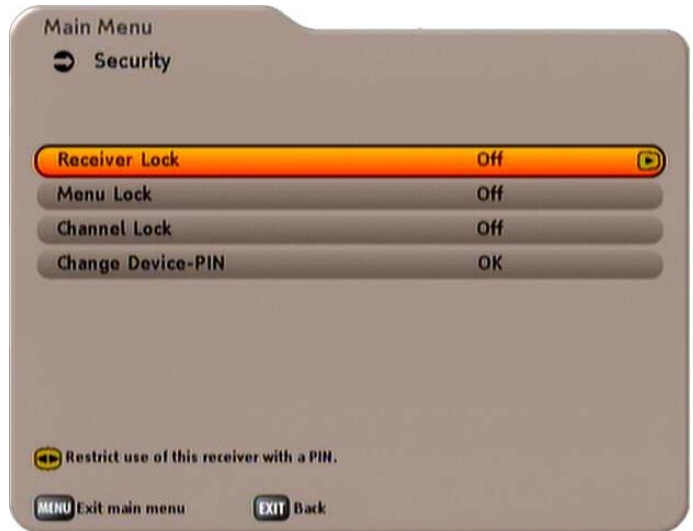 Main Menu
Security
Receiver Lock Off
Menu Lock Off
Channel Lock Off
Change Device-PIN OK
Restrict use of this receiver with a PIN.
MENU Exit main menu EXIT Back